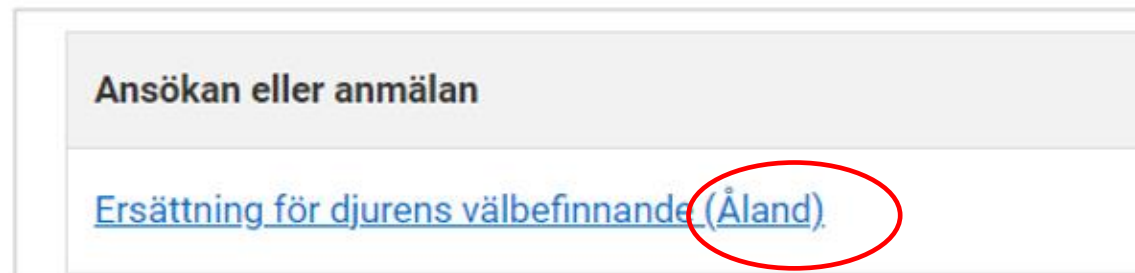 Ansökan eller anmälan
Ersättning för djurens välbefinnande (Åland)